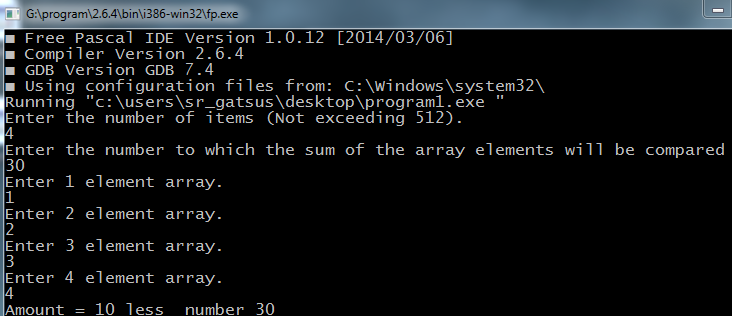 G:\program\2.6.4\bin\i386-win32\fp.exe
■ Free Pascal IDE Version 1.0.12 [2014/03/06]
■ Compiler Version 2.6.4
■ GDB Version GDB 7.4
■ Using configuration files from: C:\Windows\system32\
Running "c:\users\sr_gatsus\desktop\program1.exe "
Enter the number of items (Not exceeding 512).
4
Enter the number to which the sum of the array elements will be compared
30
Enter 1 element array.
1
Enter 2 element array.
2
Enter 3 element array.
3
Enter 4 element array.
4
Amount = 10 less  number 30